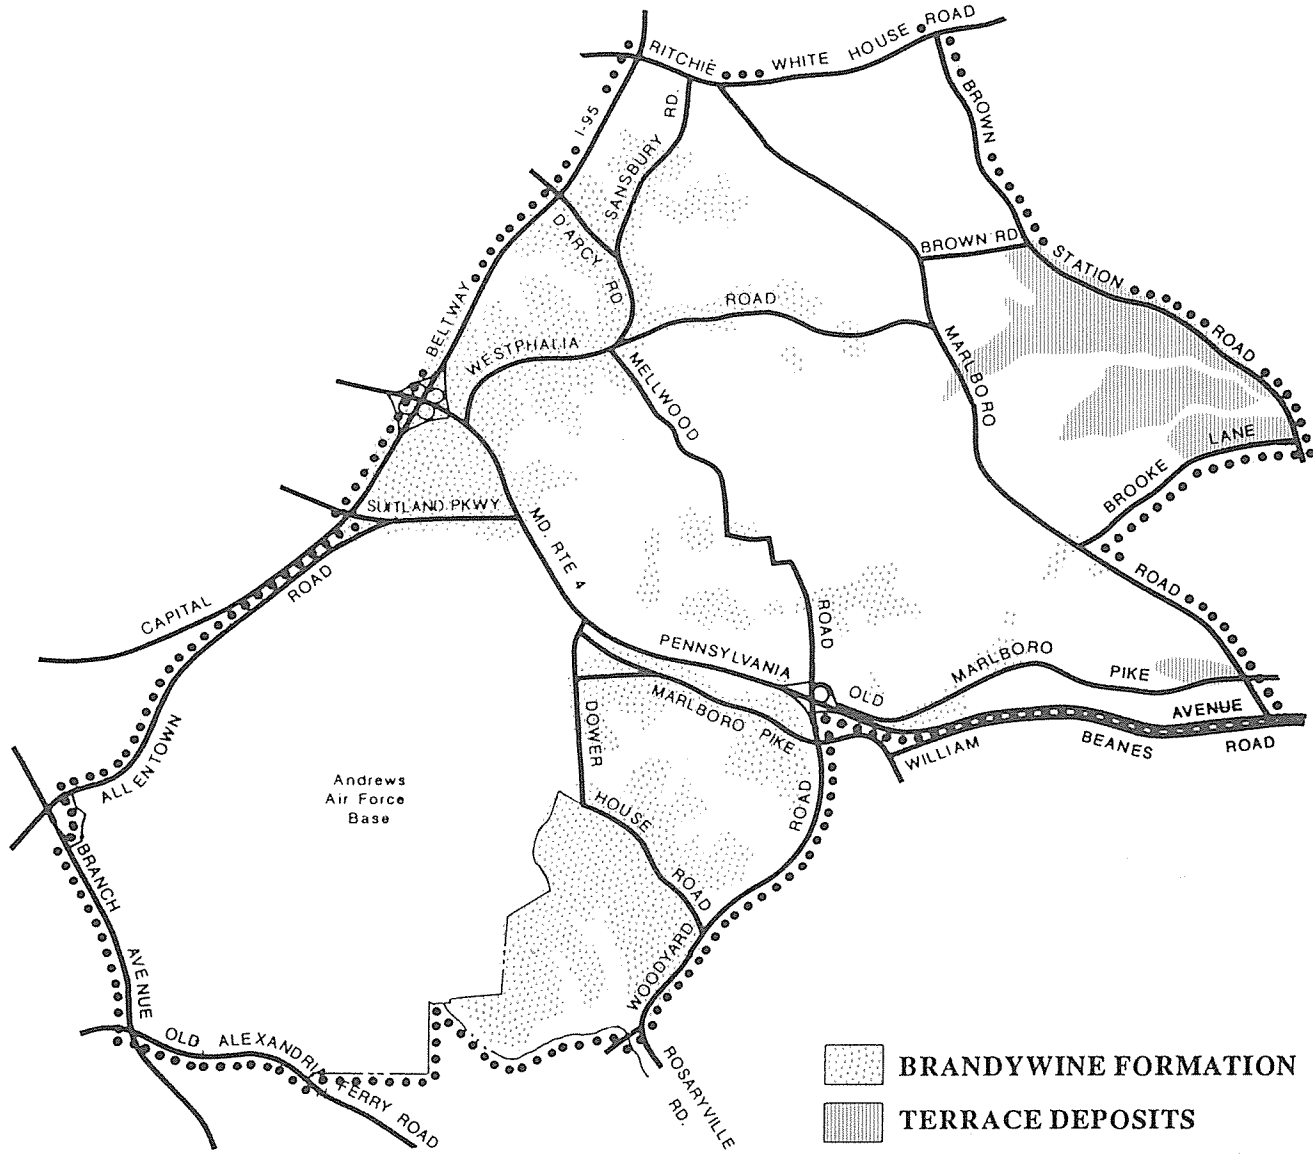 RITCHIE
WHITE HOUSE ROAD
I-95
SANSBURY
RD.
BROWN
D'ARCY
RD
BROWN RD.
STATION
ROAD
BELTWAY
WESTPHALIA
ROAD
MARLBORO
MELLWOOD
LANE
BROOKE
SUITLAND PKWY
MD. RTE 4
ROAD
CAPITAL
ROAD
ROAD
PENNSYLVANIA
OLD
MARLBORO
PIKE
MARLBORO PIKE
AVENUE
DOWER
WILLIAM
BEANES
ROAD
ALLENTOWN
Andrews
Air Force
Base
HOUSE
ROAD
ROAD
BRANCH
AVENUE
WOODYARD
OLD ALEXANDRIA
FERRY ROAD
ROSARYVILLE
RD.
BRANDYWINE FORMATION
TERRACE DEPOSITS